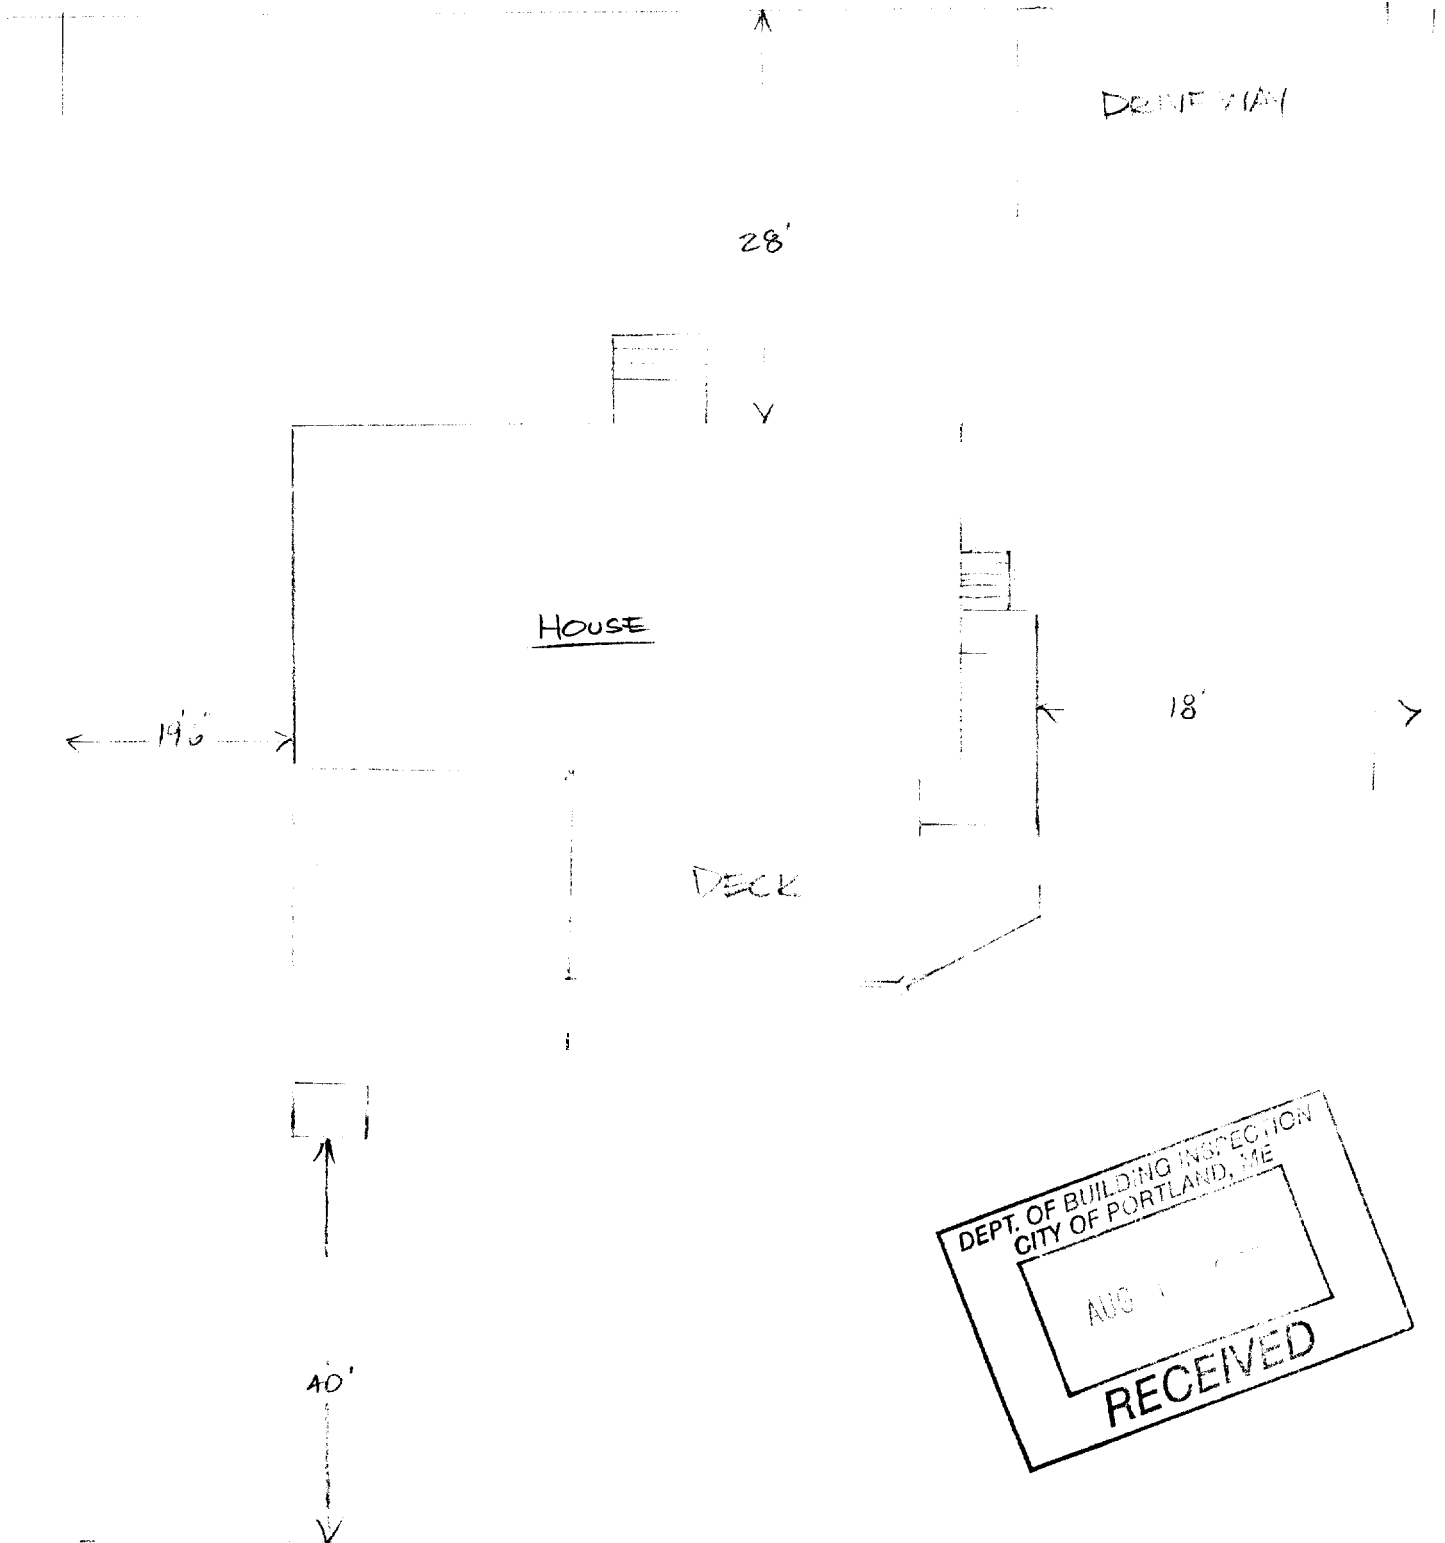 DRIVEWAY
28'
HOUSE
19'6"
18'
DECK
DEPT. OF BUILDING INSPECTION
CITY OF PORTLAND, ME
AUG
RECEIVED
40'